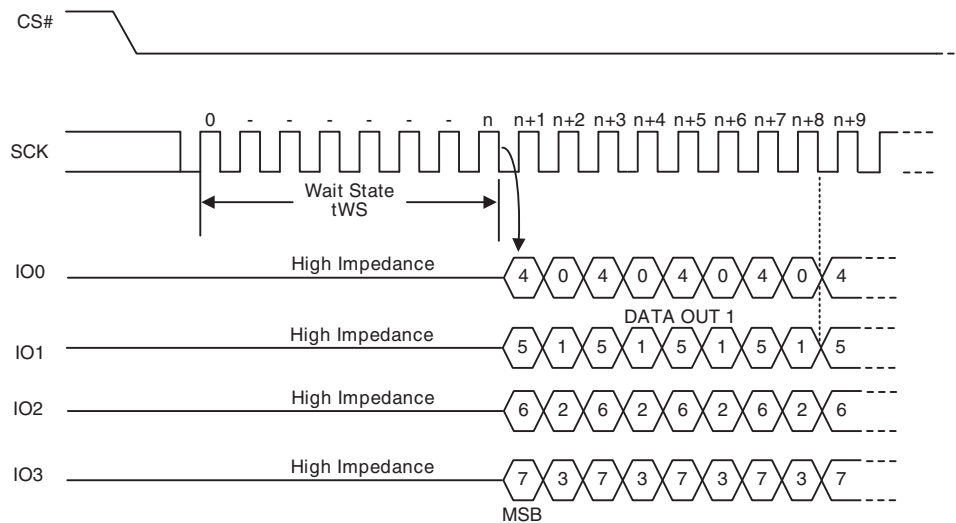 CS#
0 - - - - - - n n+1 n+2 n+3 n+4 n+5 n+6 n+7 n+8 n+9
SCK
Wait State
tWS
IO0 High Impedance 4 0 4 0 4 0 4 0 4
DATA OUT 1
IO1 High Impedance 5 1 5 1 5 1 5 1 5
IO2 High Impedance 6 2 6 2 6 2 6 2 6
IO3 High Impedance 7 3 7 3 7 3 7 3 7
MSB